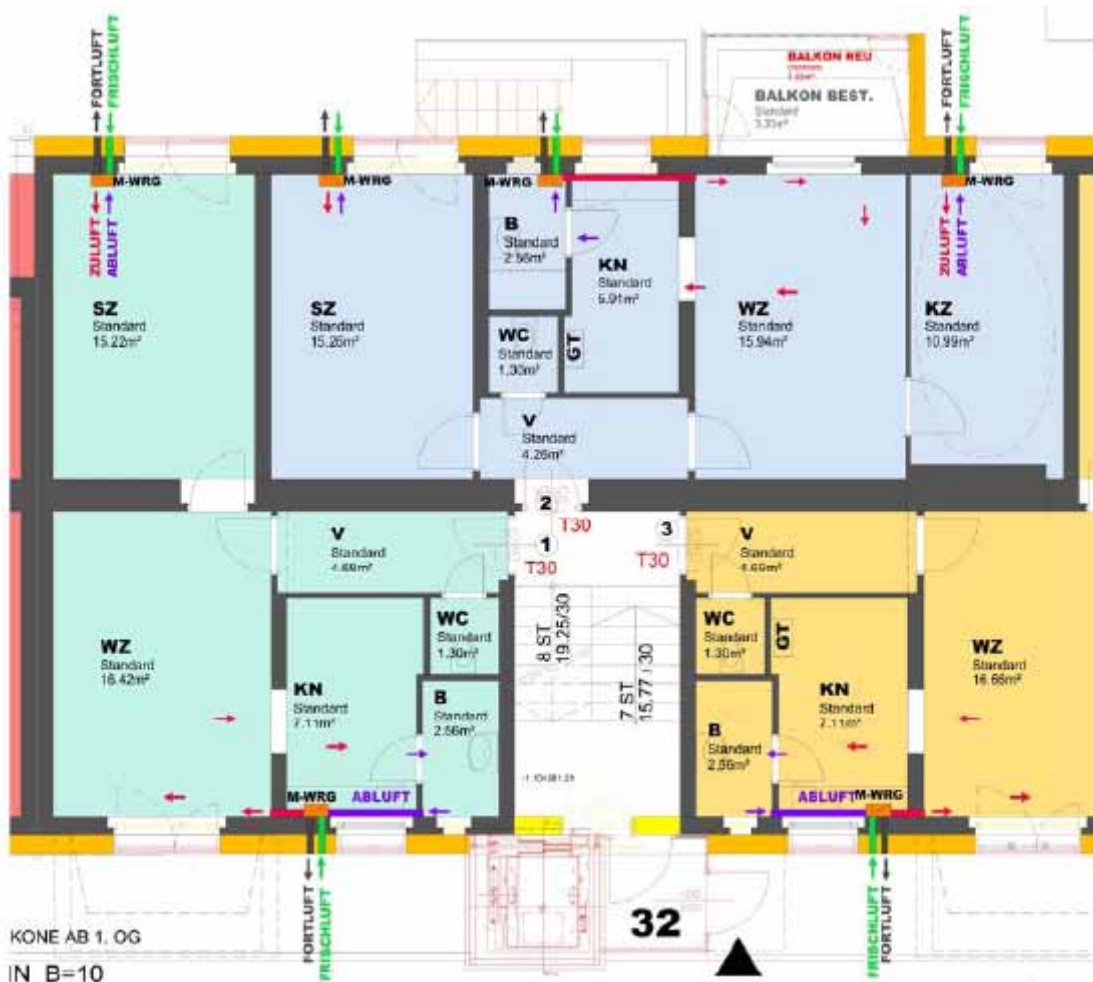 FORTLUFT
FRISCHLUFT
FORTLUFT
FRISCHLUFT
BALKON NEU
BALKON BEST.
Standard
M-WRG
M-WRG
M-WRG
M-WRG
ZULUFT
ABLUFT
ZULUFT
ABLUFT
SZ
Standard
15.22m²
SZ
Standard
B
Standard
2.56m²
KN
Standard
5.91m²
WC
Standard
1.30m²
GT
WZ
Standard
15.94m²
KZ
Standard
10.99m²
V
Standard
4.26m²
2
T30
1
T30
3
T30
V
Standard
4.69m²
V
Standard
4.69m²
WC
Standard
1.30m²
WC
Standard
1.30m²
GT
8 ST
19.25/30
7 ST
15.77 / 30
WZ
Standard
16.42m²
KN
Standard
7.11m²
B
Standard
2.56m²
B
Standard
2.56m²
KN
Standard
7.11m²
WZ
Standard
16.66m²
M-WRG
ABLUFT
ABLUFT
M-WRG
FORTLUFT
FRISCHLUFT
FRISCHLUFT
FORTLUFT
32
KONE AB 1. OG
IN B=10